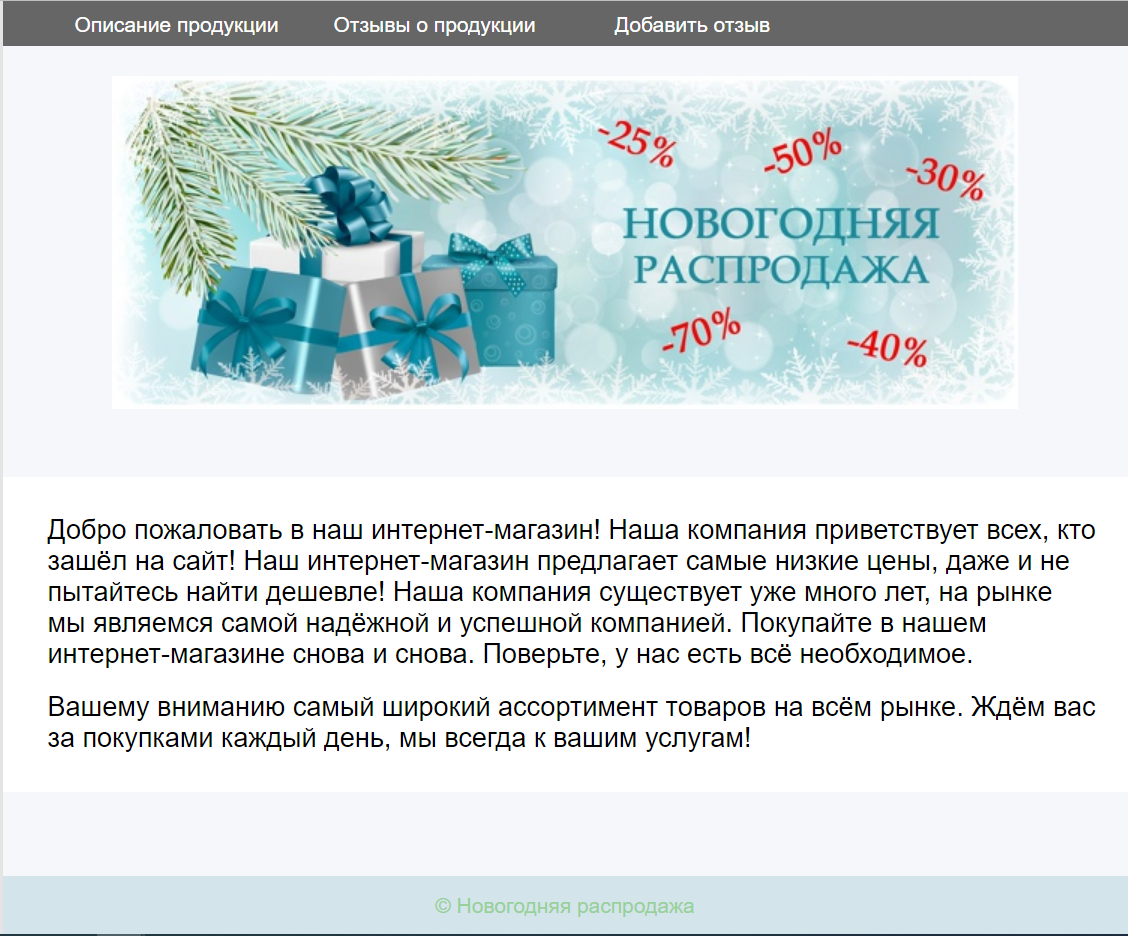 Описание продукции Отзывы о продукции Добавить отзыв
-25% -50% -30%
НОВОГОДНЯЯ
РАСПРОДАЖА
-70% -40%
Добро пожаловать в наш интернет-магазин! Наша компания приветствует всех, кто
зашёл на сайт! Наш интернет-магазин предлагает самые низкие цены, даже и не
пытайтесь найти дешевле! Наша компания существует уже много лет, на рынке
мы являемся самой надёжной и успешной компанией. Покупайте в нашем
интернет-магазине снова и снова. Поверьте, у нас есть всё необходимое.
Вашему вниманию самый широкий ассортимент товаров на всём рынке. Ждём вас
за покупками каждый день, мы всегда к вашим услугам!
© Новогодняя распродажа